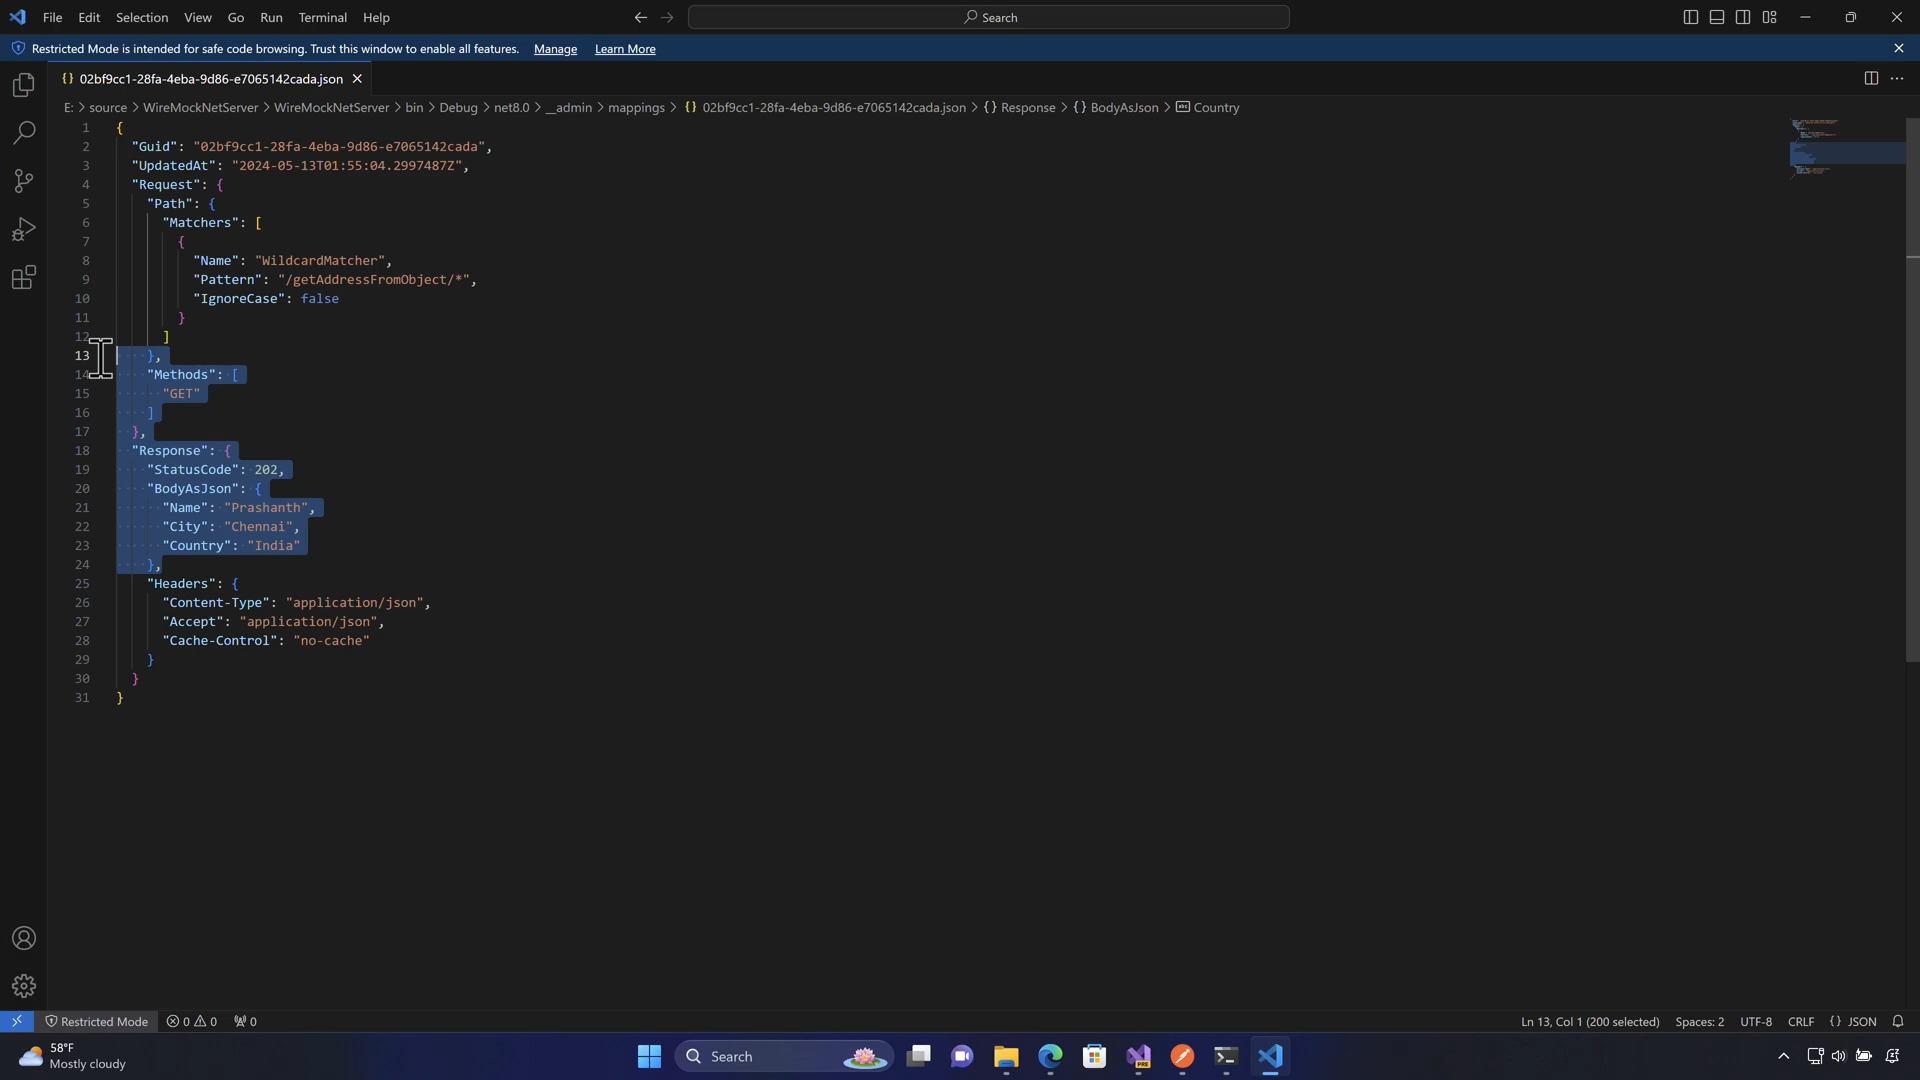 File Edit Selection View Go Run Terminal Help Search
Restricted Mode is intended for safe code browsing. Trust this window to enable all features. Manage Learn More
{} 02bf9cc1-28fa-4eba-9d86-e7065142cada.json
E: > source > WireMockNetServer > WireMockNetServer > bin > Debug > net8.0 > __admin > mappings > {} 02bf9cc1-28fa-4eba-9d86-e7065142cada.json > {} Response > {} BodyAsJson > Country
1 {
2 "Guid": "02bf9cc1-28fa-4eba-9d86-e7065142cada",
3 "UpdatedAt": "2024-05-13T01:55:04.2997487Z",
4 "Request": {
5 "Path": {
6 "Matchers": [
7 {
8 "Name": "WildcardMatcher",
9 "Pattern": "/getAddressFromObject/*",
10 "IgnoreCase": false
11 }
12 ]
13 },
14 "Methods": [
15 "GET"
16 ]
17 },
18 "Response": {
19 "StatusCode": 202,
20 "BodyAsJson": {
21 "Name": "Prashanth",
22 "City": "Chennai",
23 "Country": "India"
24 },
25 "Headers": {
26 "Content-Type": "application/json",
27 "Accept": "application/json",
28 "Cache-Control": "no-cache"
29 }
30 }
31 }
Restricted Mode 0 0 0 Ln 13, Col 1 (200 selected) Spaces: 2 UTF-8 CRLF {} JSON
58°F
Mostly cloudy
Search
PRE